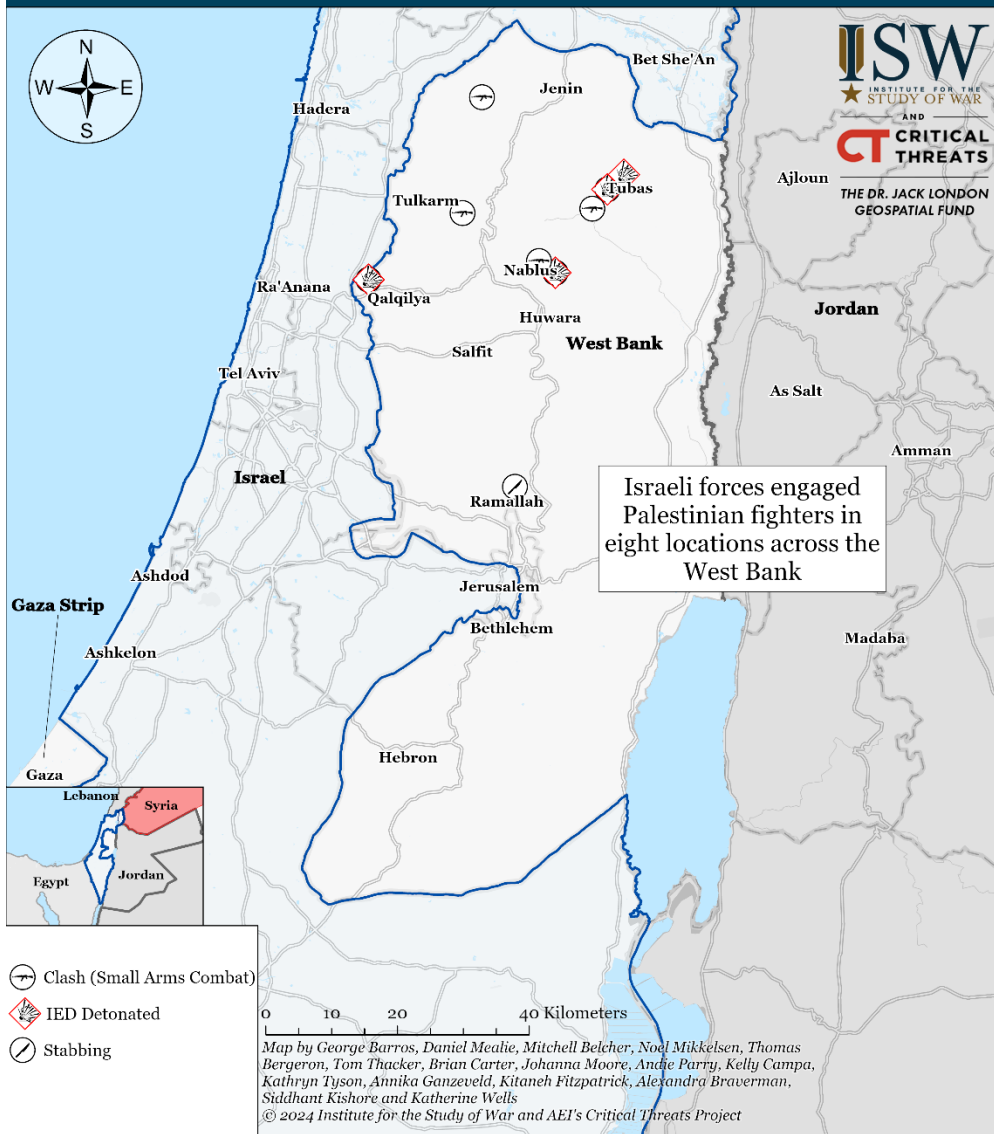 N
W
E
S
ISW
INSTITUTE FOR THE
STUDY OF WAR
AND
CT CRITICAL
THREATS
THE DR. JACK LONDON
GEOSPATIAL FUND
Bet She'An
Jenin
Hadera
Ajloun
Tubas
Tulkarm
Nablus
Ra'Anana
Qalqilya
Jordan
Huwara
West Bank
Salfit
Tel Aviv
As Salt
Amman
Israel
Ramallah
Israeli forces engaged
Palestinian fighters in
eight locations across the
West Bank
Ashdod
Jerusalem
Gaza Strip
Bethlehem
Madaba
Ashkelon
Hebron
Gaza
Lebanon
Syria
Egypt
Jordan
Clash (Small Arms Combat)
IED Detonated
Stabbing
0 10 20 40 Kilometers
Map by George Barros, Daniel Mealie, Mitchell Belcher, Noel Mikkelsen, Thomas
Bergeron, Tom Thacker, Brian Carter, Johanna Moore, Andie Parry, Kelly Campa,
Kathryn Tyson, Annika Ganzeveld, Kitaneh Fitzpatrick, Alexandra Braverman,
Siddhant Kishore and Katherine Wells
© 2024 Institute for the Study of War and AEI's Critical Threats Project